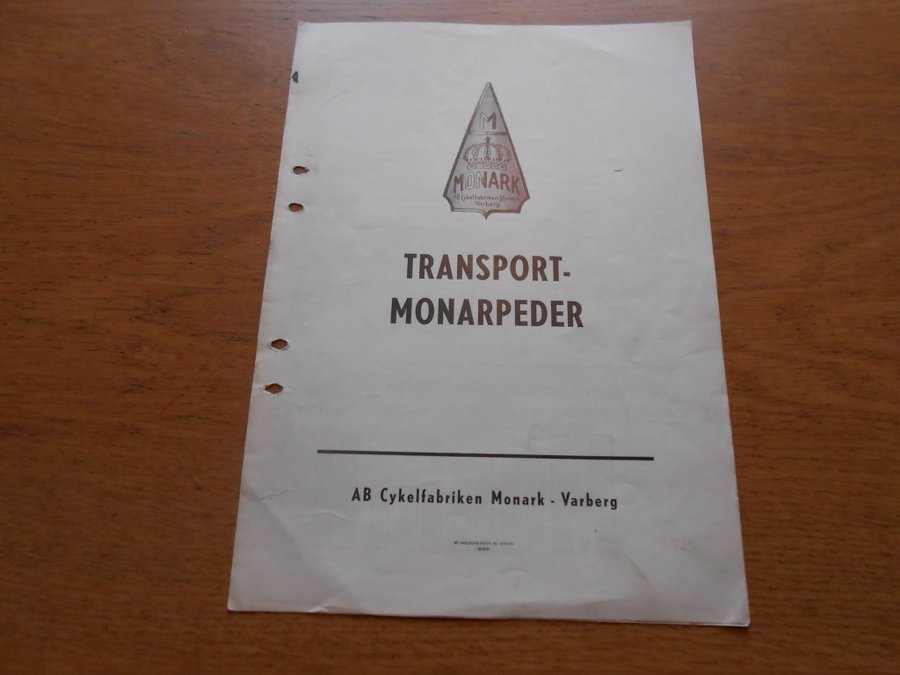 M
MONARK
AB Cykelfabriken Monark
Varberg
TRANSPORT-
MONARPEDER
AB Cykelfabriken Monark - Varberg